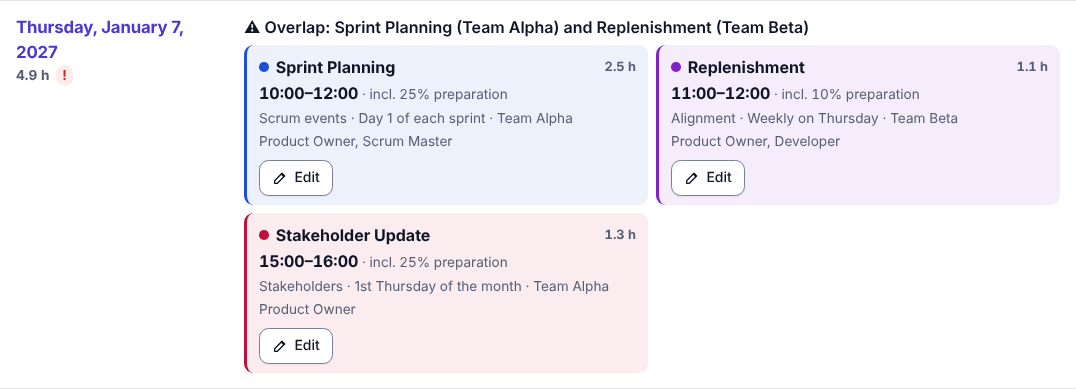 Thursday, January 7,
2027
4.9 h !
⚠ Overlap: Sprint Planning (Team Alpha) and Replenishment (Team Beta)
Sprint Planning 2.5 h
10:00–12:00 · incl. 25% preparation
Scrum events · Day 1 of each sprint · Team Alpha
Product Owner, Scrum Master
Edit
Replenishment 1.1 h
11:00–12:00 · incl. 10% preparation
Alignment · Weekly on Thursday · Team Beta
Product Owner, Developer
Edit
Stakeholder Update 1.3 h
15:00–16:00 · incl. 25% preparation
Stakeholders · 1st Thursday of the month · Team Alpha
Product Owner
Edit